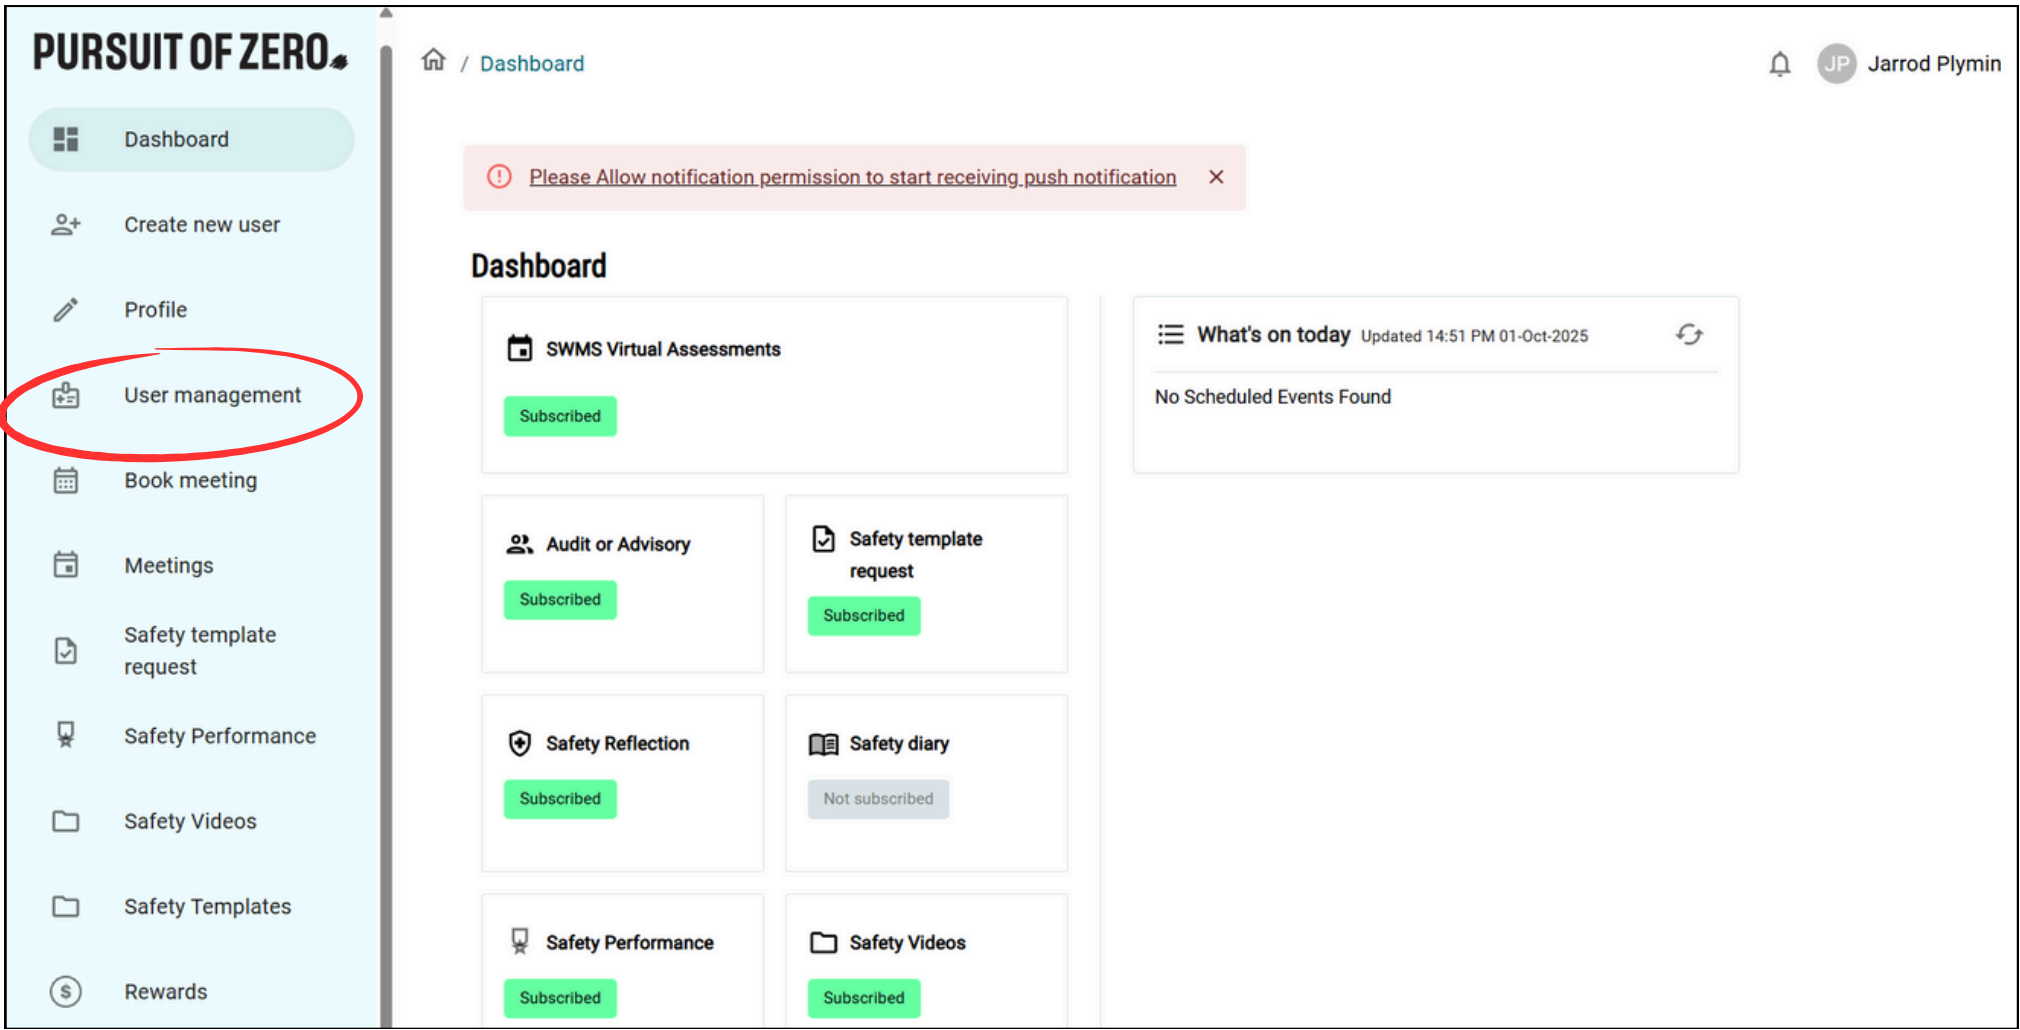 PURSUIT OF ZERO
Dashboard
Create new user
Profile
User management
Book meeting
Meetings
Safety template
request
Safety Performance
Safety Videos
Safety Templates
$
Rewards
/ Dashboard
JP Jarrod Plymin
Please Allow notification permission to start receiving push notification
Dashboard
SWMS Virtual Assessments
Subscribed
Audit or Advisory
Subscribed
Safety template
request
Subscribed
Safety Reflection
Subscribed
Safety diary
Not subscribed
Safety Performance
Subscribed
Safety Videos
Subscribed
What's on today Updated 14:51 PM 01-Oct-2025
No Scheduled Events Found